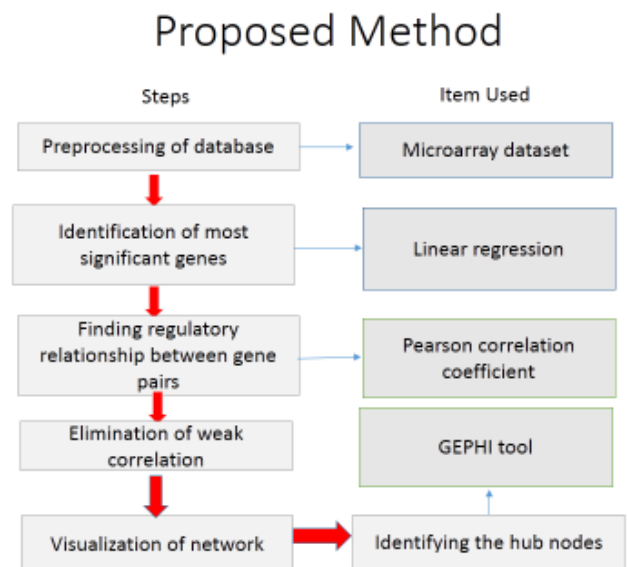 Proposed Method
Steps
Item Used
Preprocessing of database
Microarray dataset
Identification of most
significant genes
Linear regression
Finding regulatory
relationship between gene
pairs
Pearson correlation
coefficient
Elimination of weak
correlation
GEPHI tool
Visualization of network
Identifying the hub nodes